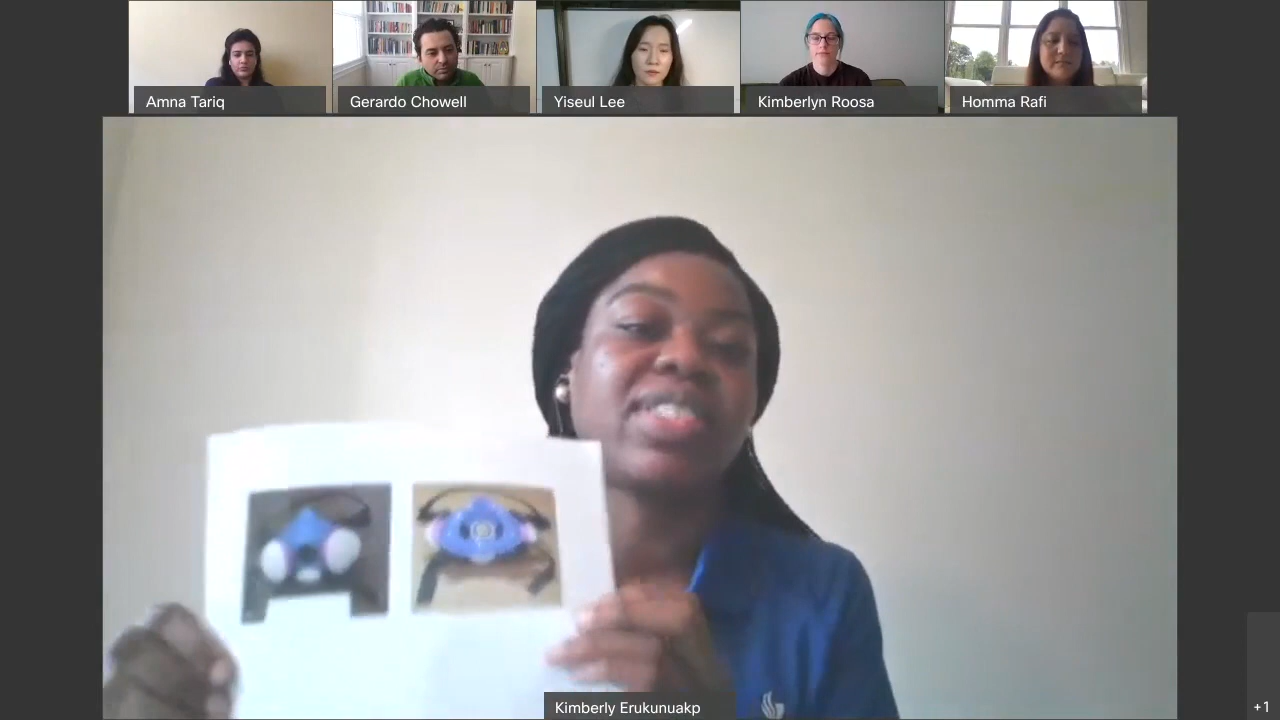 Amna Tariq
Gerardo Chowell
Yiseul Lee
Kimberlyn Roosa
Homma Rafi
Kimberly Erukunuakp
+1